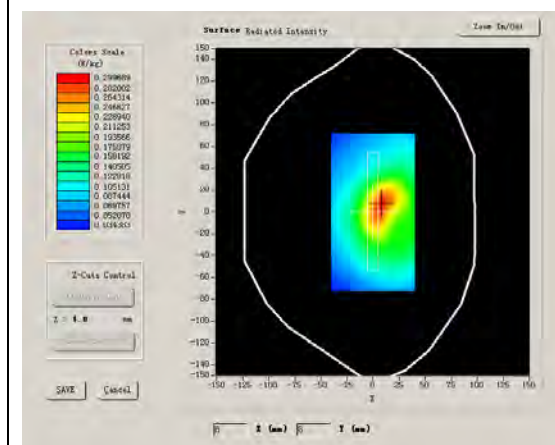 Surface Radiated Intensity
Zoom In/Out
Colors Scale
(W/kg)
0.299689
0.282002
0.264314
0.246627
0.228940
0.211253
0.193566
0.175879
0.158192
0.140505
0.122818
0.105131
0.087444
0.069757
0.052070
Z-Cuts Control
Z =
mm
SAVE
Cancel
150
140
120
100
80
60
40
20
0
-20
-40
-60
-80
-100
-120
-140
-150
-150 -125 -100 -75 -50 -25 0 25 50 75 100 125 150
X
0 X (mm) 0 Y (mm)